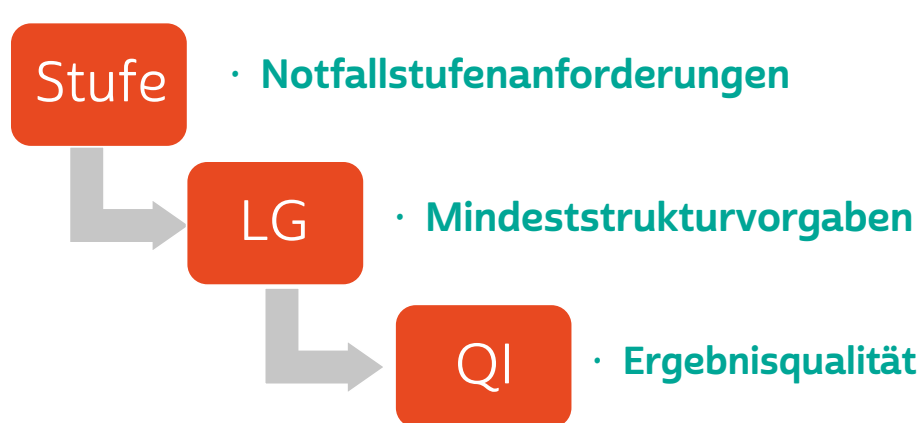 Stufe
· Notfallstufenanforderungen
LG
· Mindeststrukturvorgaben
QI
· Ergebnisqualität